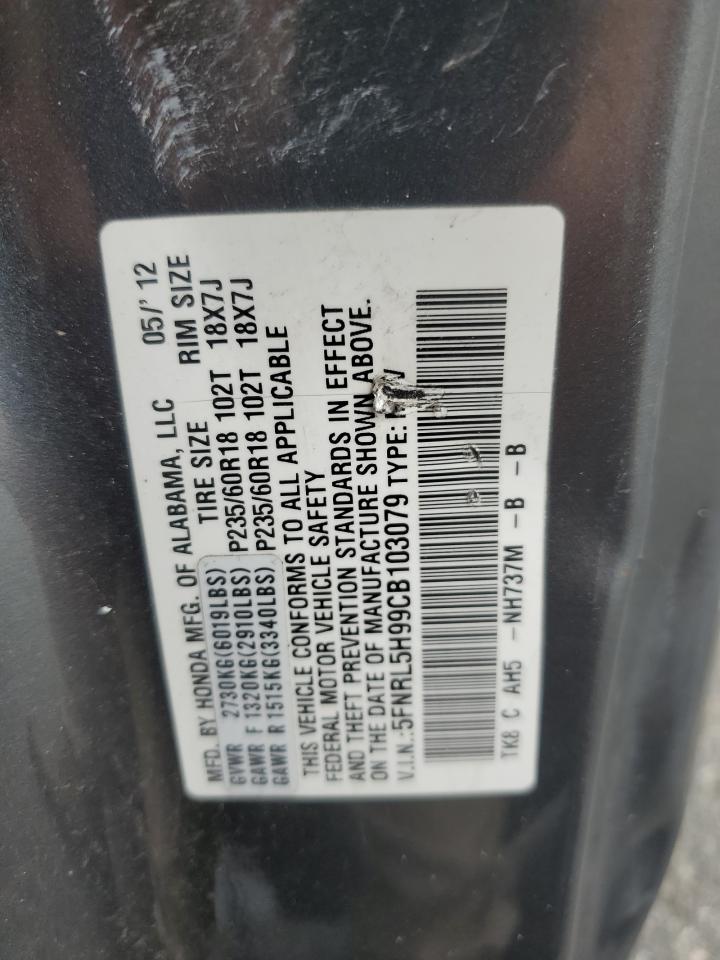 MFD. BY HONDA MFG. OF ALABAMA, LLC 05/' 12
TIRE SIZE RIM SIZE
GVWR 2730KG(6019LBS)
GAWR F 1320KG(2910LBS) P235/60R18 102T 18X7J
GAWR R 1515KG(3340LBS) P235/60R18 102T 18X7J
THIS VEHICLE CONFORMS TO ALL APPLICABLE
FEDERAL MOTOR VEHICLE SAFETY
AND THEFT PREVENTION STANDARDS IN EFFECT
ON THE DATE OF MANUFACTURE SHOWN ABOVE.
V.I.N.:5FNRL5H99CB103079 TYPE:
TK8 C AH5 -NH737M -B -B